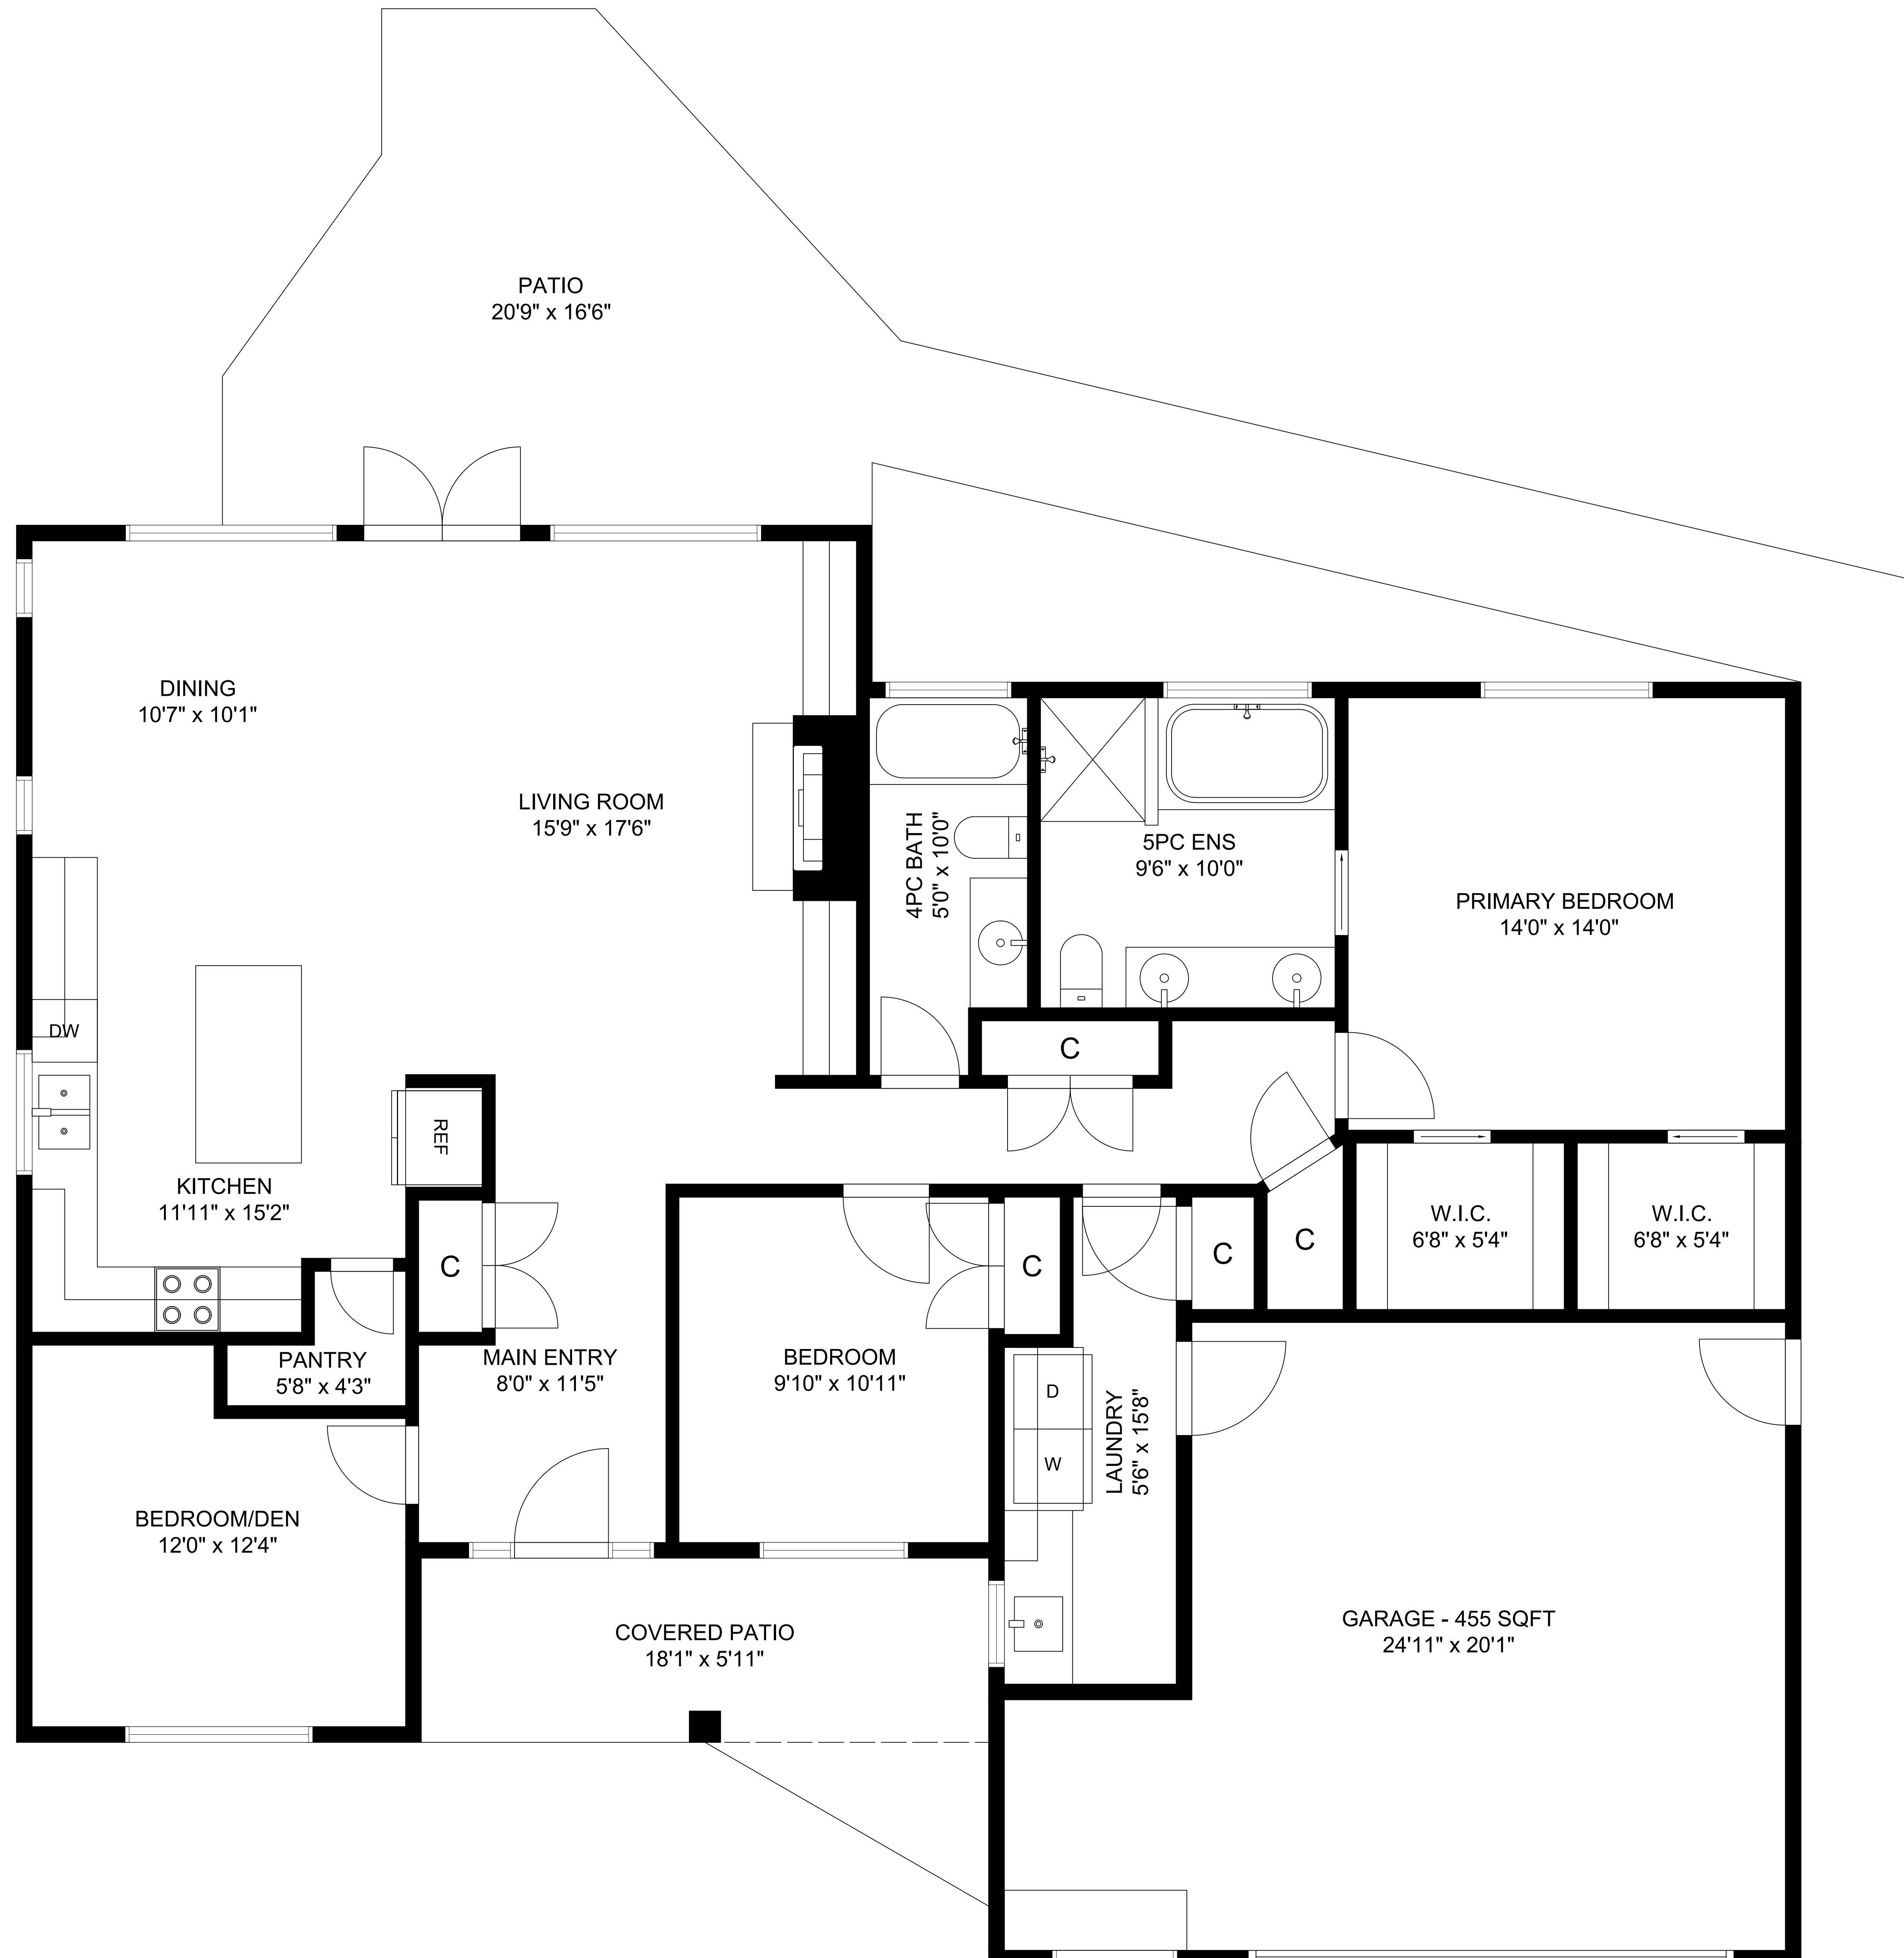 PATIO
20'9" x 16'6"
DINING
10'7" x 10'1"
LIVING ROOM
15'9" x 17'6"
4PC BATH
5'0" x 10'0"
5PC ENS
9'6" x 10'0"
PRIMARY BEDROOM
14'0" x 14'0"
DW
C
REF
KITCHEN
11'11" x 15'2"
C
C
C
C
W.I.C.
6'8" x 5'4"
W.I.C.
6'8" x 5'4"
PANTRY
5'8" x 4'3"
MAIN ENTRY
8'0" x 11'5"
BEDROOM
9'10" x 10'11"
D
W
LAUNDRY
5'6" x 15'8"
BEDROOM/DEN
12'0" x 12'4"
COVERED PATIO
18'1" x 5'11"
GARAGE - 455 SQFT
24'11" x 20'1"